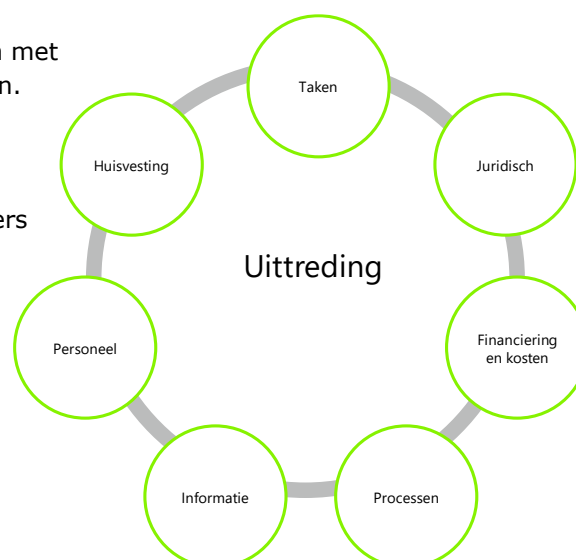 met
n.
ers
Taken
Huisvesting
Juridisch
Uittreding
Personeel
Financiering
en kosten
Informatie
Processen